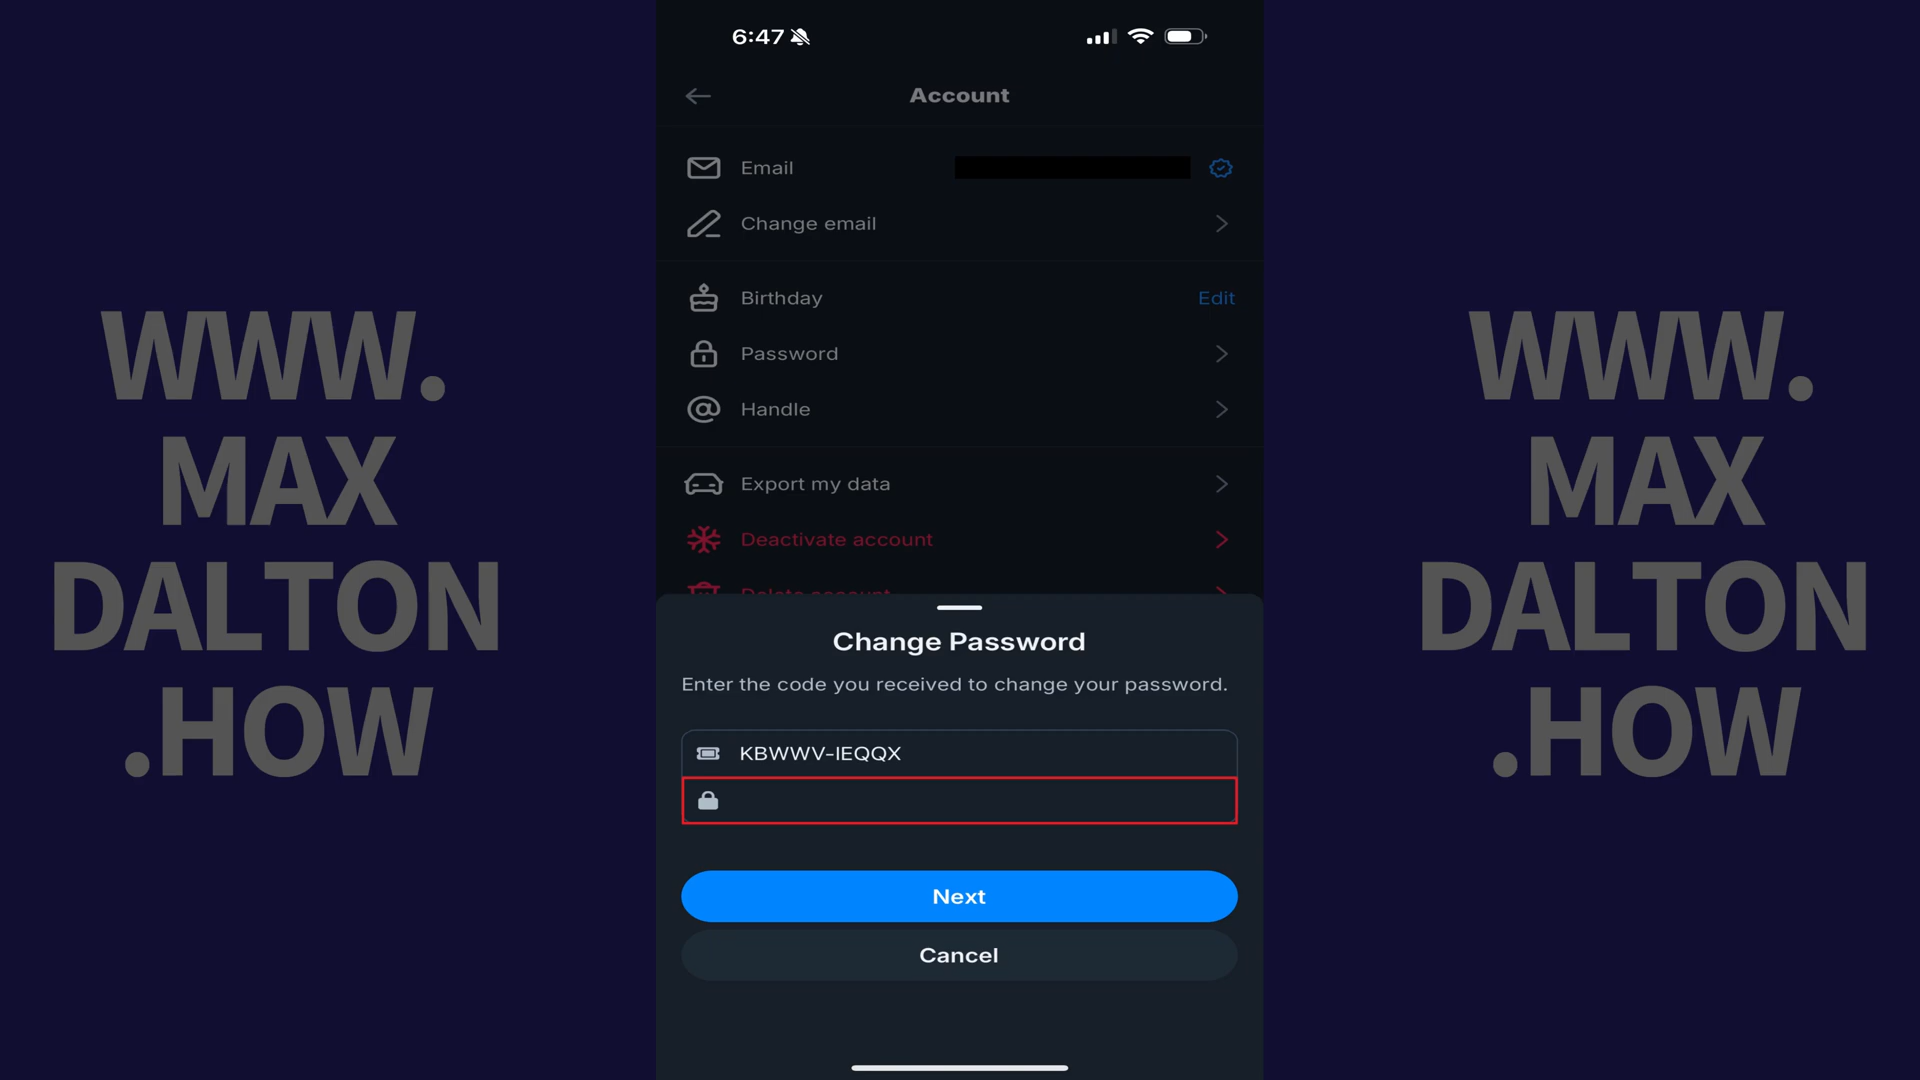 6:47
Account
Email
Change email
Birthday
Edit
Password
Handle
Export my data
Deactivate account
Delete account
Change Password
Enter the code you received to change your password.
KBWWV-IEQQX
Next
Cancel
WWW.
MAX
DALTON
.HOW
WWW.
MAX
DALTON
.HOW